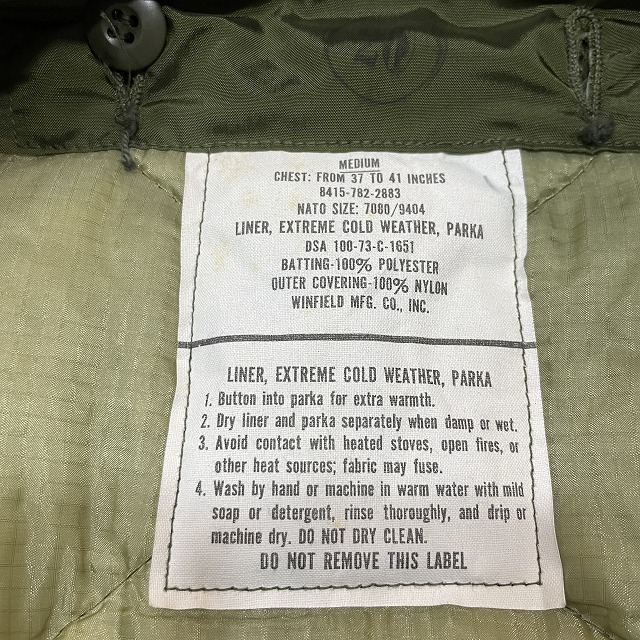 MEDIUM
CHEST: FROM 37 TO 41 INCHES
8415-782-2883
NATO SIZE: 7080/9404
LINER, EXTREME COLD WEATHER, PARKA
DSA 100-73-C-1651
BATTING-100% POLYESTER
OUTER COVERING-100% NYLON
WINFIELD MFG. CO., INC.
LINER, EXTREME COLD WEATHER, PARKA
1. Button into parka for extra warmth.
2. Dry liner and parka separately when damp or wet.
3. Avoid contact with heated stoves, open fires, or
other heat sources; fabric may fuse.
4. Wash by hand or machine in warm water with mild
soap or detergent, rinse thoroughly, and drip or
machine dry. DO NOT DRY CLEAN.
DO NOT REMOVE THIS LABEL